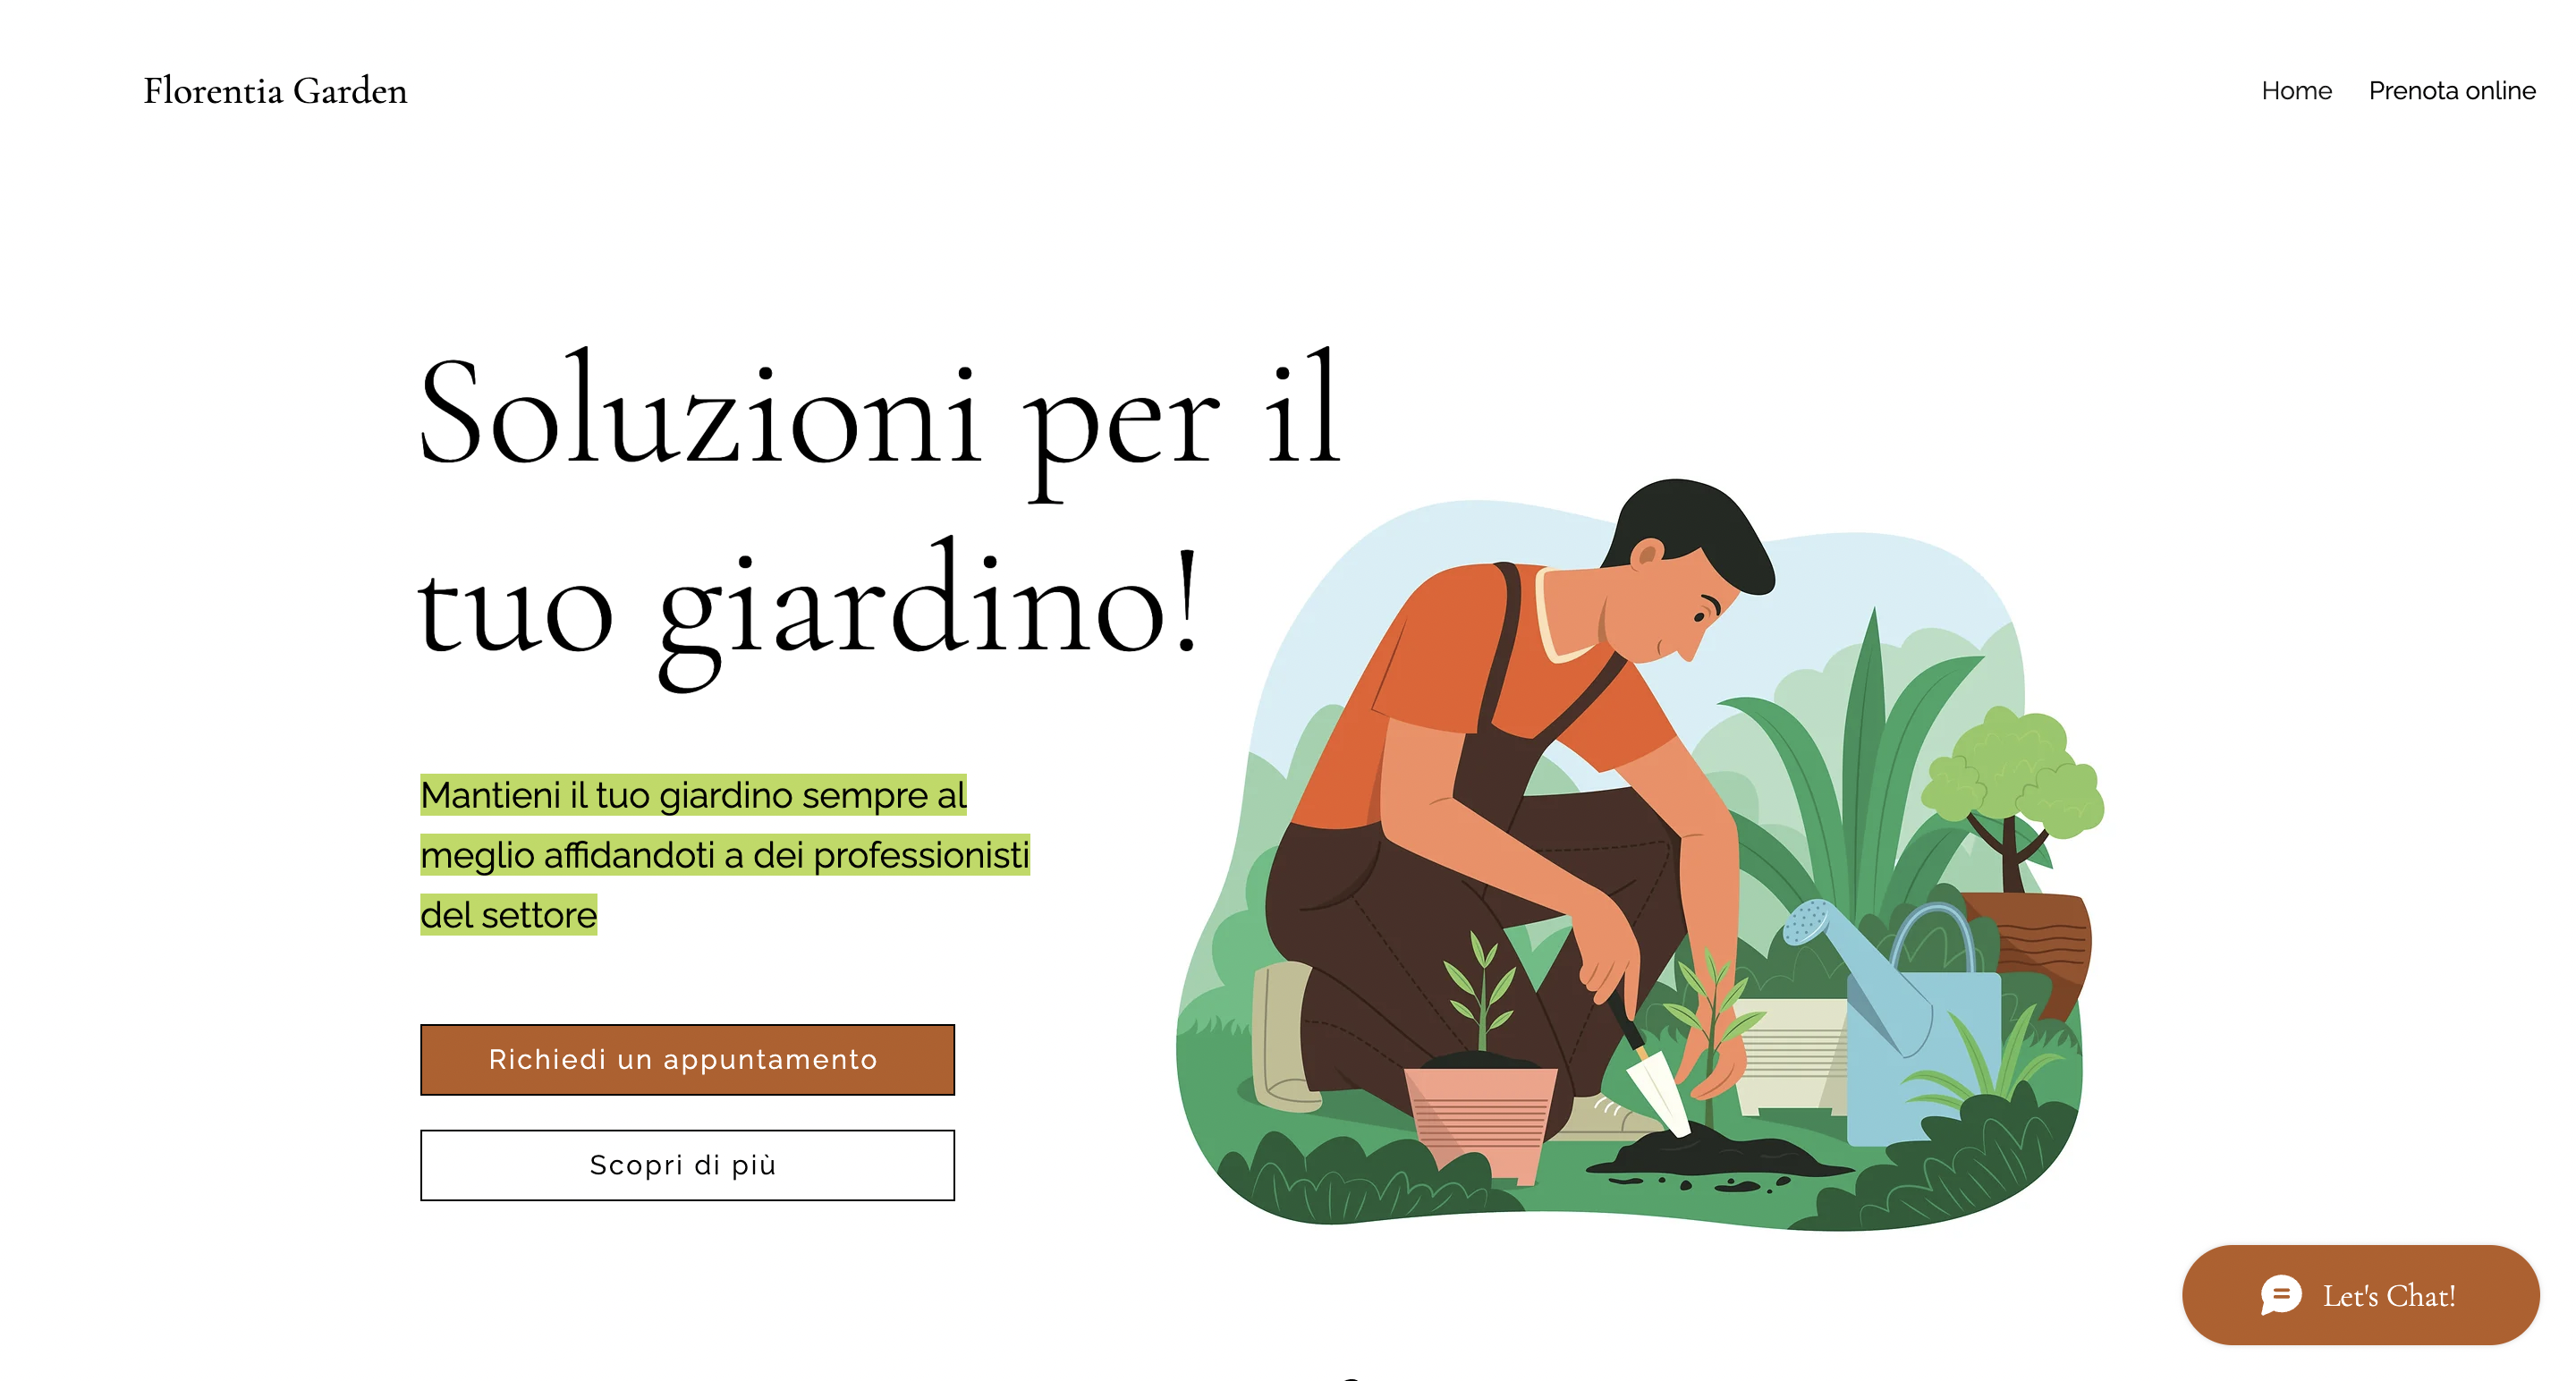 Florentia Garden
Home
Prenota online
Soluzioni per il
tuo giardino!
Mantieni il tuo giardino sempre al
meglio affidandoti a dei professionisti
del settore
Richiedi un appuntamento
Scopri di più
Let's Chat!